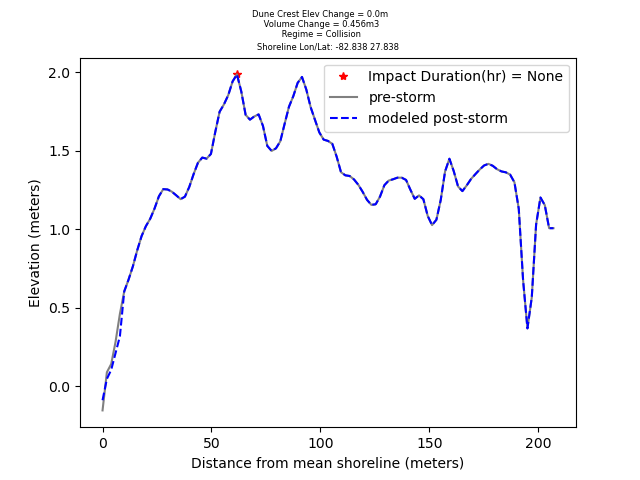 Dune Crest Elev Change = 0.0m
Volume Change = 0.456m3
Regime = Collision
Shoreline Lon/Lat: -82.838 27.838
Impact Duration(hr) = None
pre-storm
modeled post-storm
2.0
1.5
1.0
0.5
0.0
Elevation (meters)
0 50 100 150 200
Distance from mean shoreline (meters)